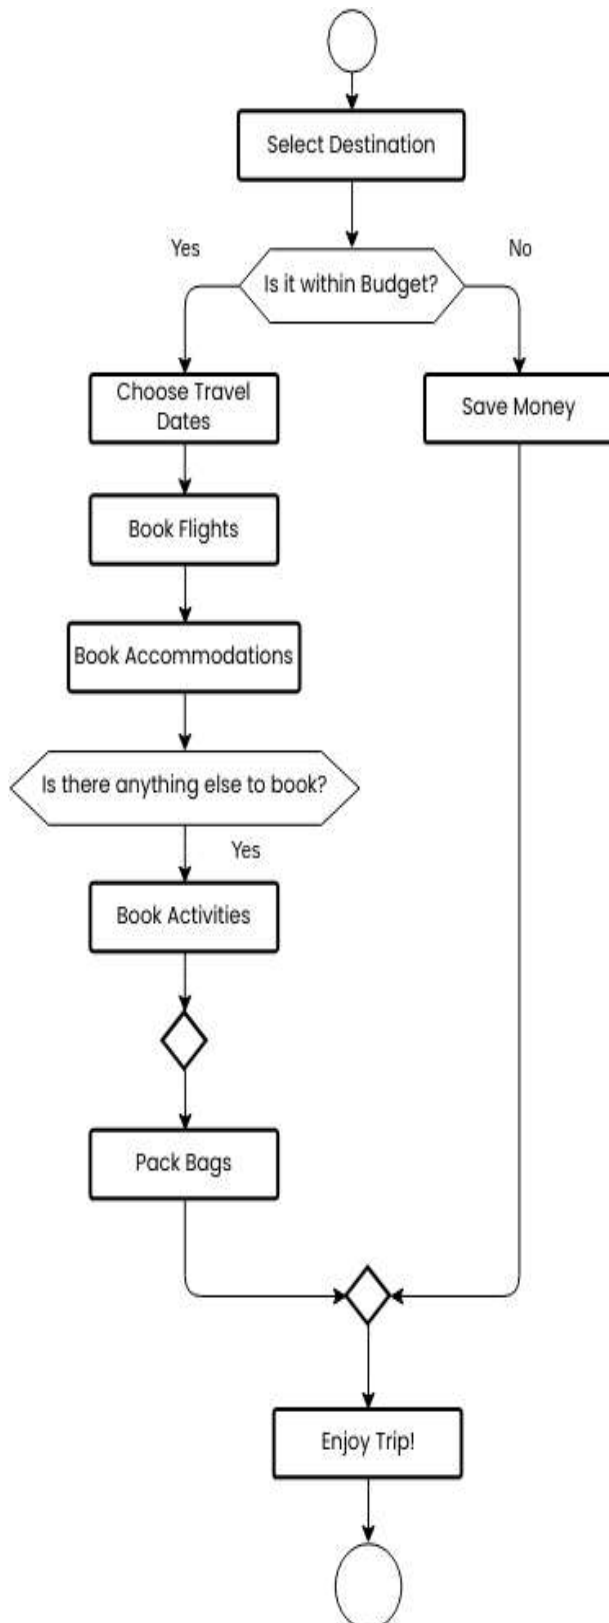 Select Destination
Yes
No
Is it within Budget?
Choose Travel
Dates
Save Money
Book Flights
Book Accommodations
Is there anything else to book?
Yes
Book Activities
Pack Bags
Enjoy Trip!